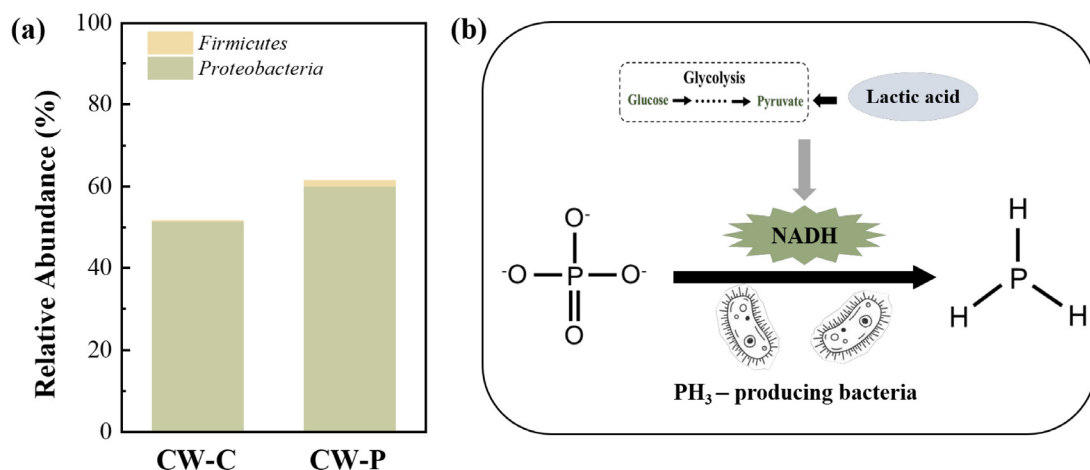 (a)
Relative Abundance (%)
100
80
60
40
20
0
Firmicutes
Proteobacteria
CW-C
CW-P
(b)
Glycolysis
Glucose ······ Pyruvate
Lactic acid
NADH
O⁻
⁻O P O⁻
O
H
P
H H
PH₃ – producing bacteria